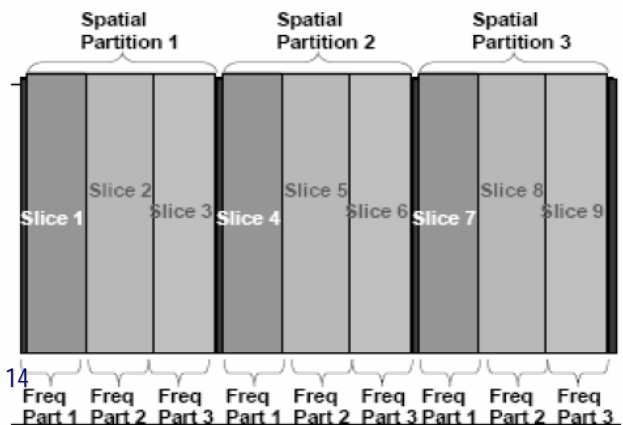 Spatial Partition 1
Spatial Partition 2
Spatial Partition 3
Slice 1
Slice 2
Slice 3
Slice 4
Slice 5
Slice 6
Slice 7
Slice 8
Slice 9
14
Freq Part 1
Freq Part 2
Freq Part 3
Freq Part 1
Freq Part 2
Freq Part 3
Freq Part 1
Freq Part 2
Freq Part 3